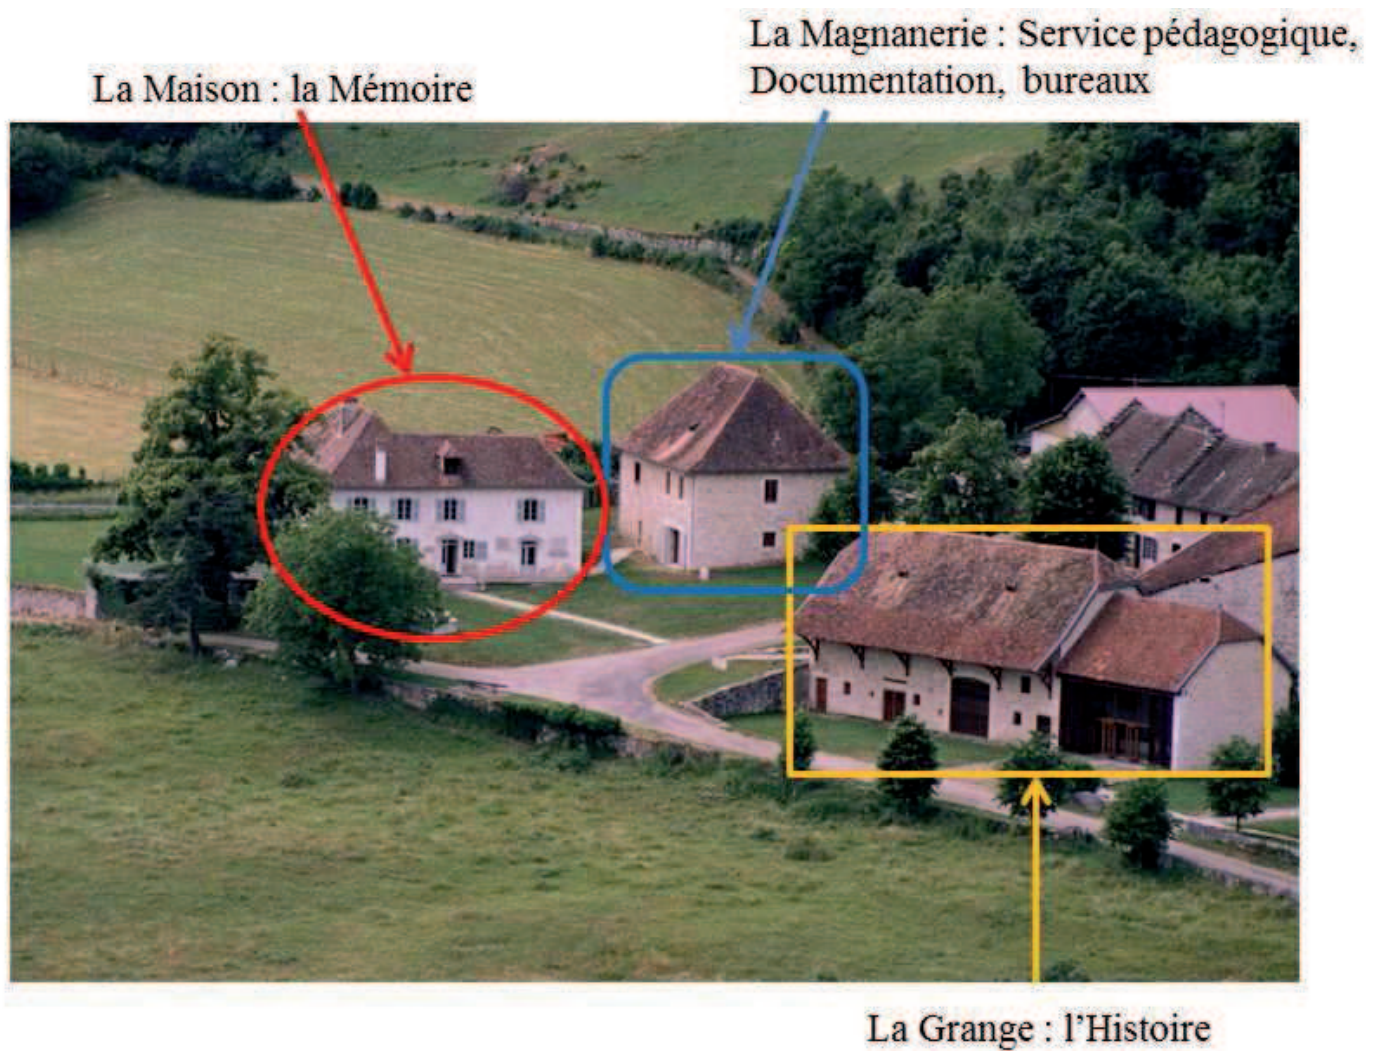 La Magnanerie : Service pédagogique,
Documentation, bureaux
La Maison : la Mémoire
La Grange : l’Histoire